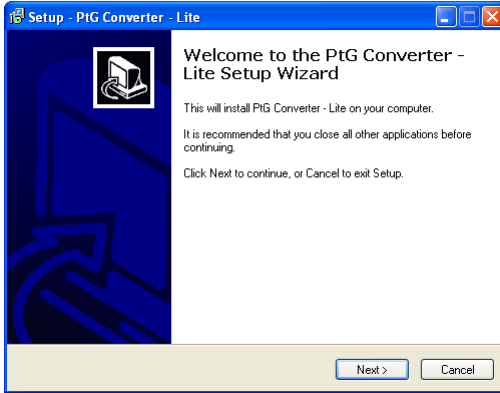 Setup - PtG Converter - Lite
Welcome to the PtG Converter -
Lite Setup Wizard
This will install PtG Converter - Lite on your computer.
It is recommended that you close all other applications before
continuing.
Click Next to continue, or Cancel to exit Setup.
Next >
Cancel